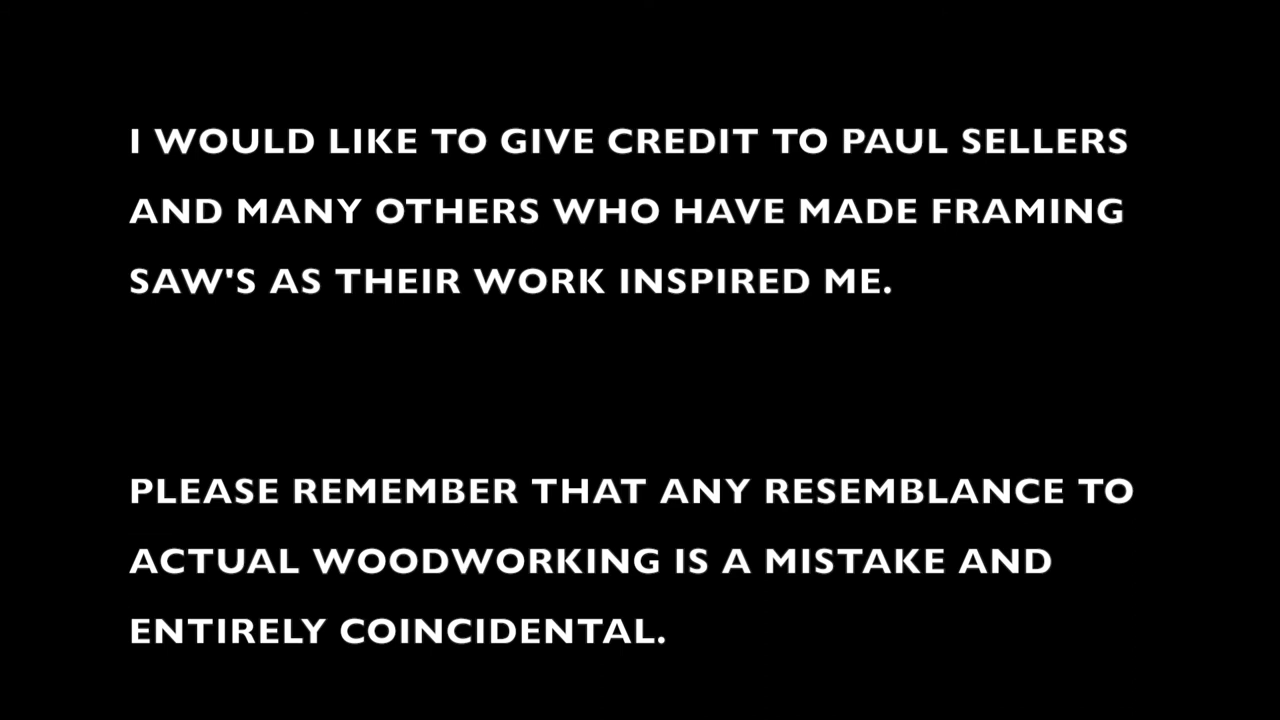 I WOULD LIKE TO GIVE CREDIT TO PAUL SELLERS
AND MANY OTHERS WHO HAVE MADE FRAMING
SAW'S AS THEIR WORK INSPIRED ME.
PLEASE REMEMBER THAT ANY RESEMBLANCE TO
ACTUAL WOODWORKING IS A MISTAKE AND
ENTIRELY COINCIDENTAL.